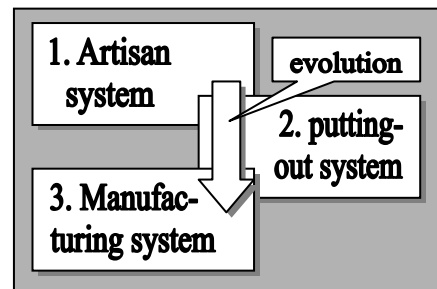 1. Artisan
system
evolution
2. putting-
out system
3. Manufac-
turing system